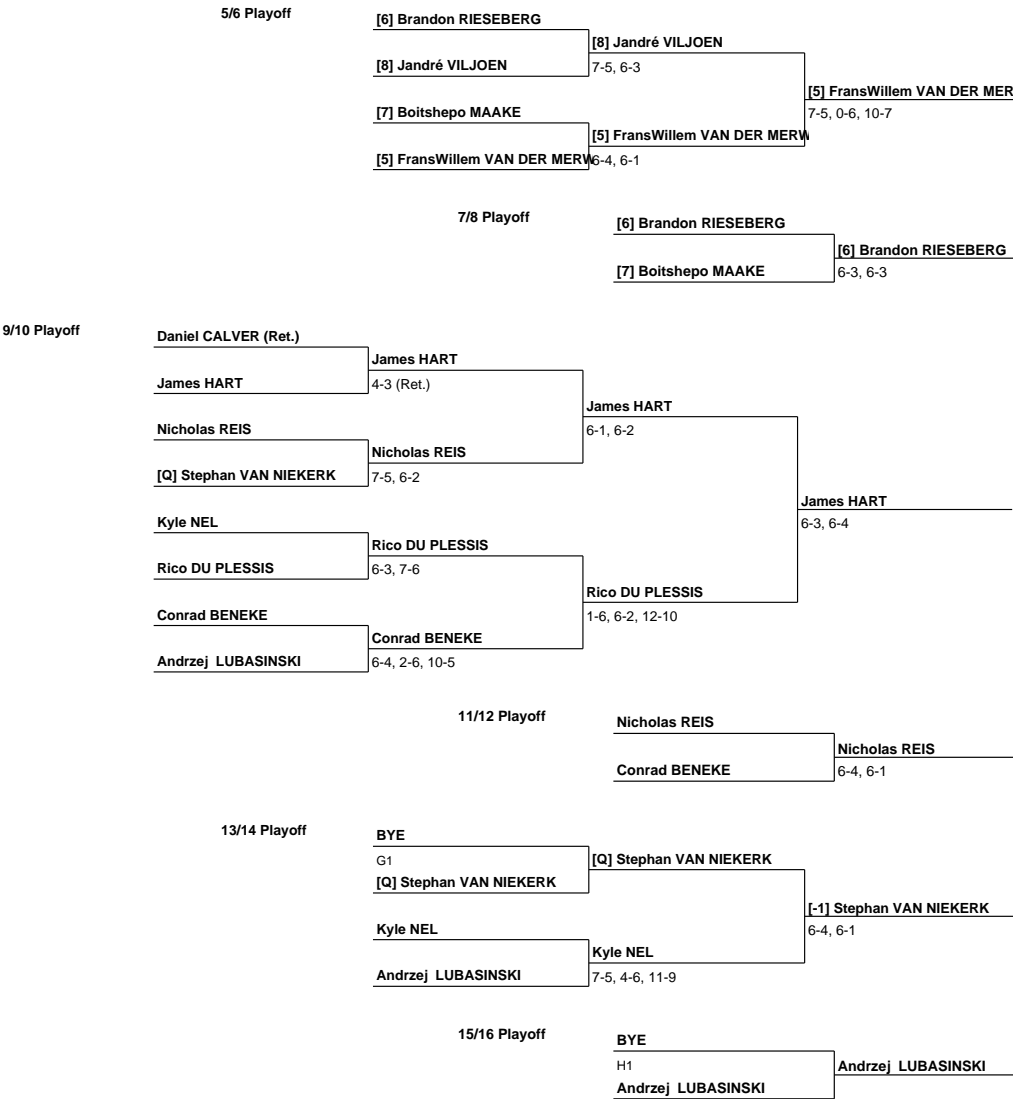 5/6 Playoff
[6] Brandon RIESEBERG
[8] Jandré VILJOEN
[8] Jandré VILJOEN
7-5, 6-3
[5] FransWillem VAN DER MER
7-5, 0-6, 10-7
[7] Boitshepo MAAKE
[5] FransWillem VAN DER MERW
[5] FransWillem VAN DER MERW
6-4, 6-1
7/8 Playoff
[6] Brandon RIESEBERG
[6] Brandon RIESEBERG
[7] Boitshepo MAAKE
6-3, 6-3
9/10 Playoff
Daniel CALVER (Ret.)
James HART
James HART
4-3 (Ret.)
James HART
6-1, 6-2
Nicholas REIS
Nicholas REIS
[Q] Stephan VAN NIEKERK
7-5, 6-2
James HART
6-3, 6-4
Kyle NEL
Rico DU PLESSIS
Rico DU PLESSIS
6-3, 7-6
Rico DU PLESSIS
1-6, 6-2, 12-10
Conrad BENEKE
Conrad BENEKE
Andrzej LUBASINSKI
6-4, 2-6, 10-5
11/12 Playoff
Nicholas REIS
Nicholas REIS
Conrad BENEKE
6-4, 6-1
13/14 Playoff
BYE
G1
[Q] Stephan VAN NIEKERK
[Q] Stephan VAN NIEKERK
[-1] Stephan VAN NIEKERK
6-4, 6-1
Kyle NEL
Kyle NEL
Andrzej LUBASINSKI
7-5, 4-6, 11-9
15/16 Playoff
BYE
H1
Andrzej LUBASINSKI
Andrzej LUBASINSKI